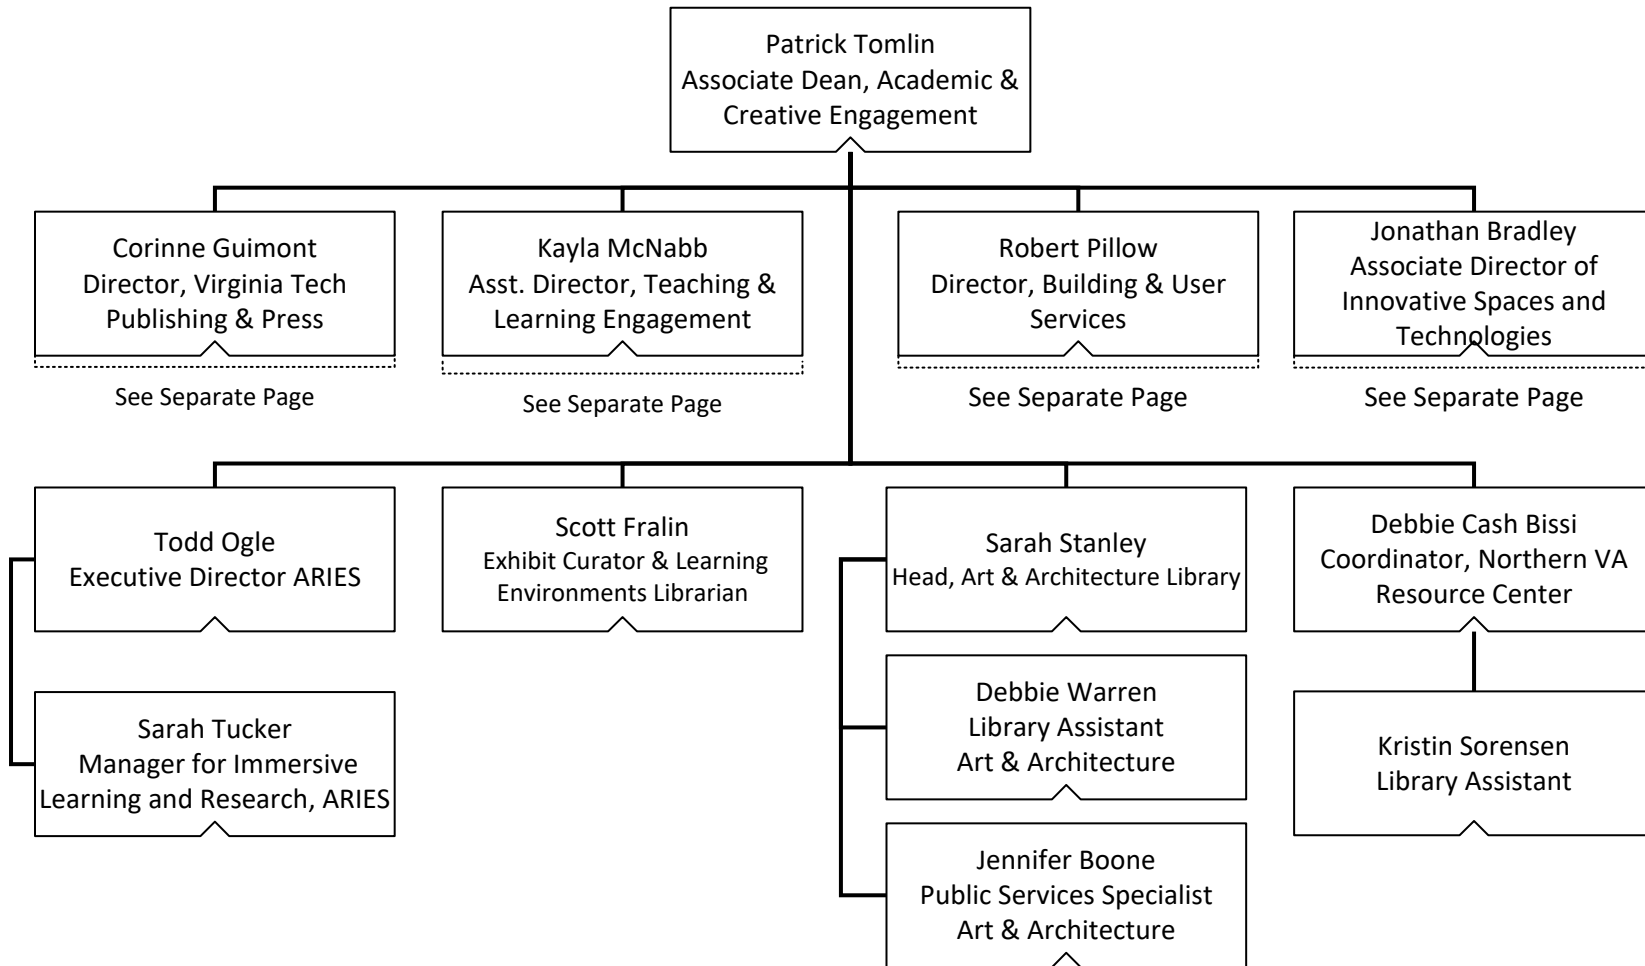 Patrick Tomlin
Associate Dean, Academic &
Creative Engagement
Corinne Guimont
Director, Virginia Tech
Publishing & Press
See Separate Page
Kayla McNabb
Asst. Director, Teaching &
Learning Engagement
See Separate Page
Robert Pillow
Director, Building & User
Services
See Separate Page
Jonathan Bradley
Associate Director of
Innovative Spaces and
Technologies
See Separate Page
Todd Ogle
Executive Director ARIES
Sarah Tucker
Manager for Immersive
Learning and Research, ARIES
Scott Fralin
Exhibit Curator & Learning
Environments Librarian
Sarah Stanley
Head, Art & Architecture Library
Debbie Warren
Library Assistant
Art & Architecture
Jennifer Boone
Public Services Specialist
Art & Architecture
Debbie Cash Bissi
Coordinator, Northern VA
Resource Center
Kristin Sorensen
Library Assistant